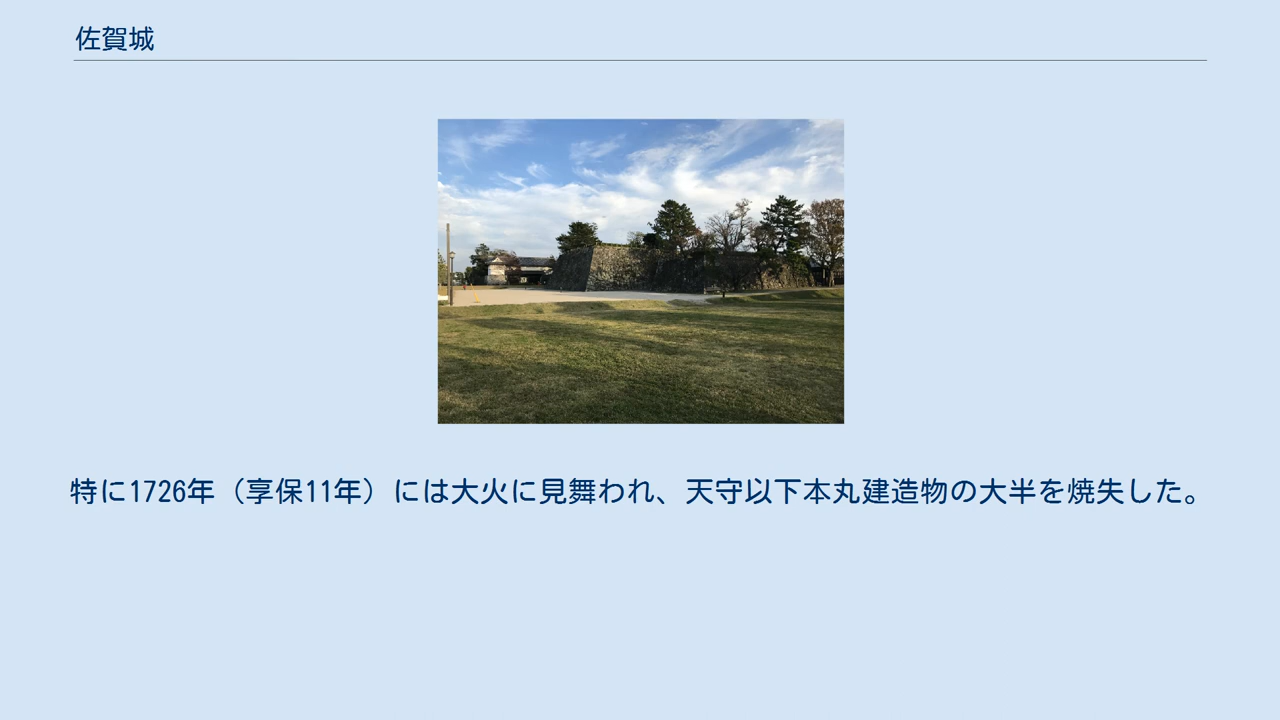 佐賀城
特に1726年（享保11年）には大火に見舞われ、天守以下本丸建造物の大半を焼失した。